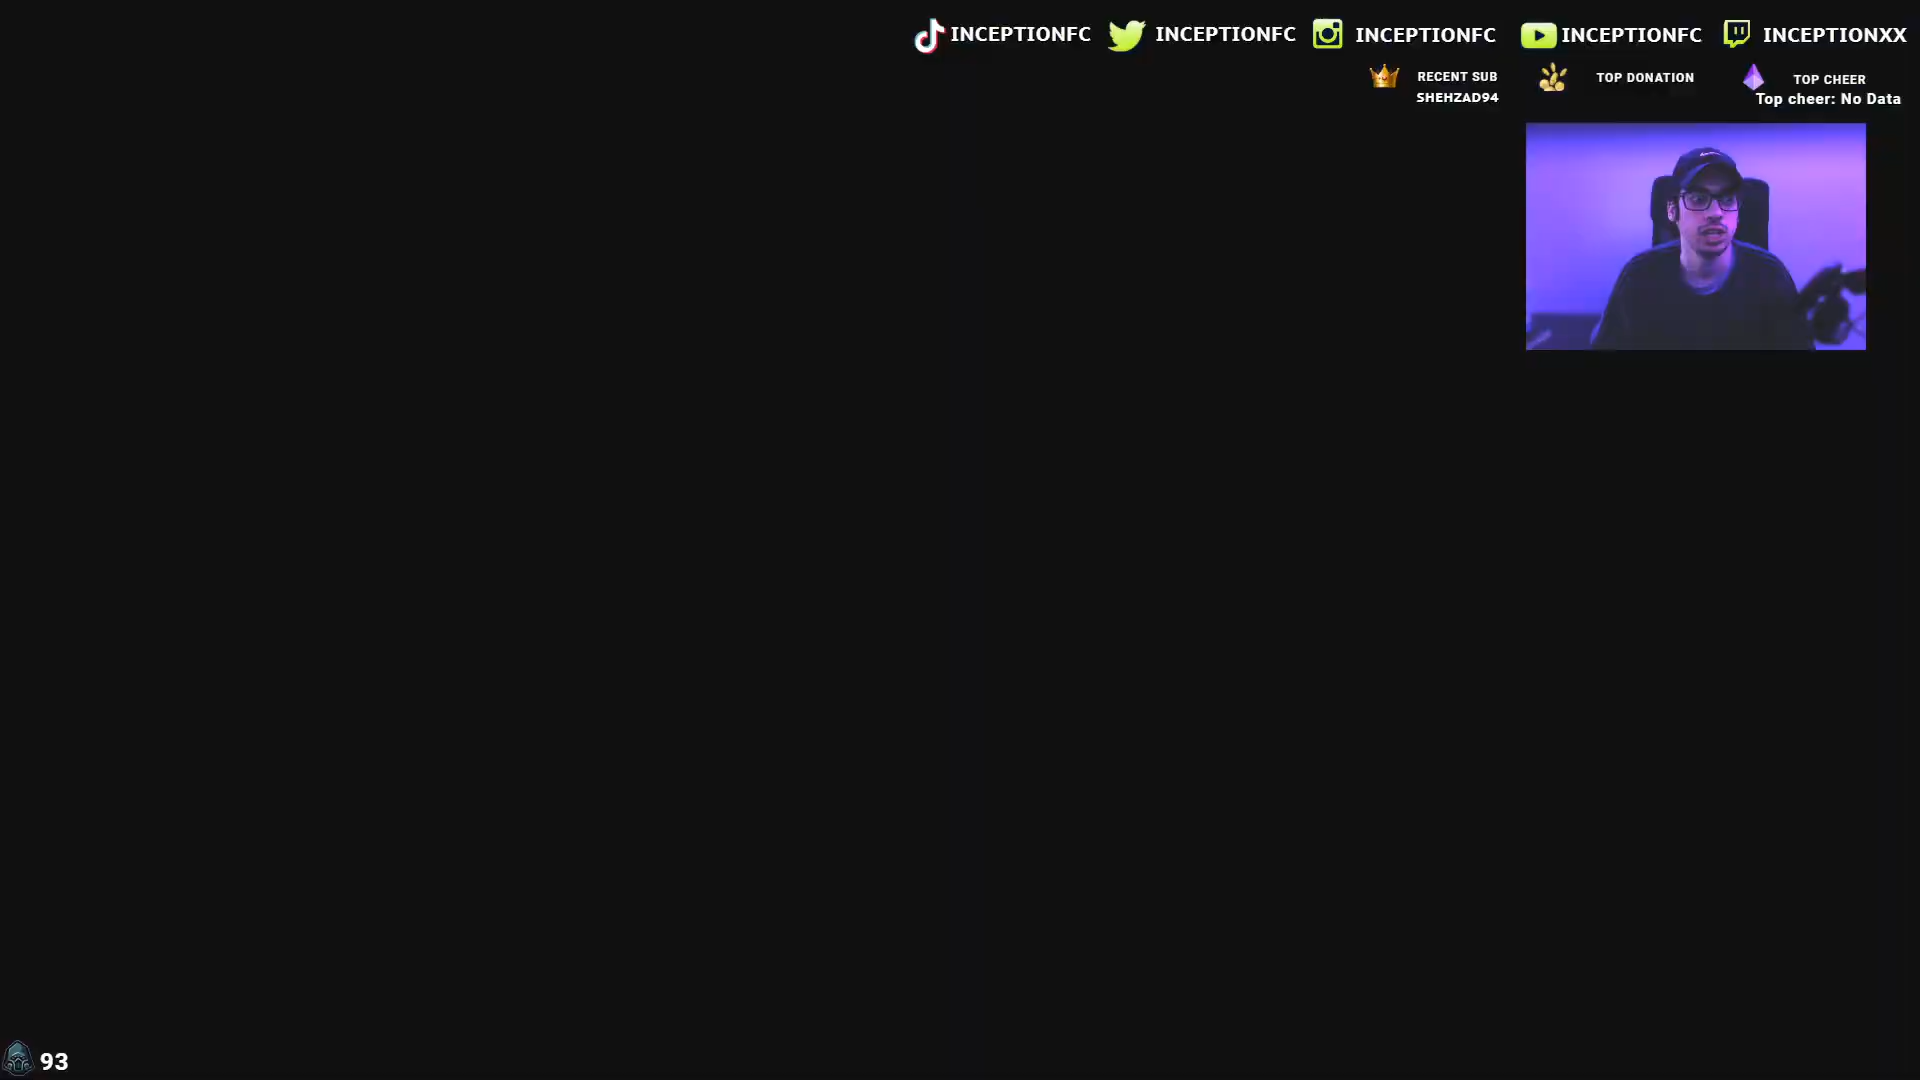 INCEPTIONFC INCEPTIONFC INCEPTIONFC INCEPTIONFC INCEPTIONXX
RECENT SUB TOP DONATION TOP CHEER
SHEHZAD94 Top cheer: No Data
93